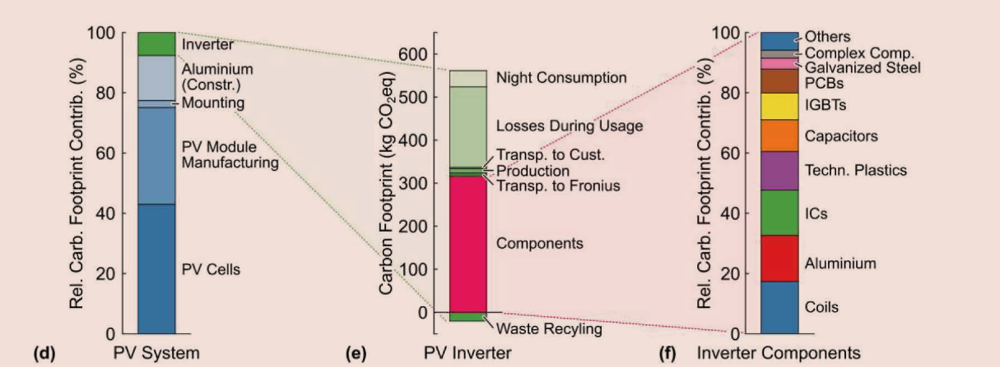 Rel. Carb. Footprint Contrib. (%)
100
80
60
40
20
0
Inverter
Aluminium
(Constr.)
Mounting
PV Module
Manufacturing
PV Cells
(d)
PV System
Carbon Footprint (kg CO₂eq)
600
500
400
300
200
100
0
Night Consumption
Losses During Usage
Transp. to Cust.
Production
Transp. to Fronius
Components
Waste Recyling
(e)
PV Inverter
Rel. Carb. Footprint Contrib. (%)
100
80
60
40
20
0
Others
Complex Comp.
Galvanized Steel
PCBs
IGBTs
Capacitors
Techn. Plastics
ICs
Aluminium
Coils
(f)
Inverter Components